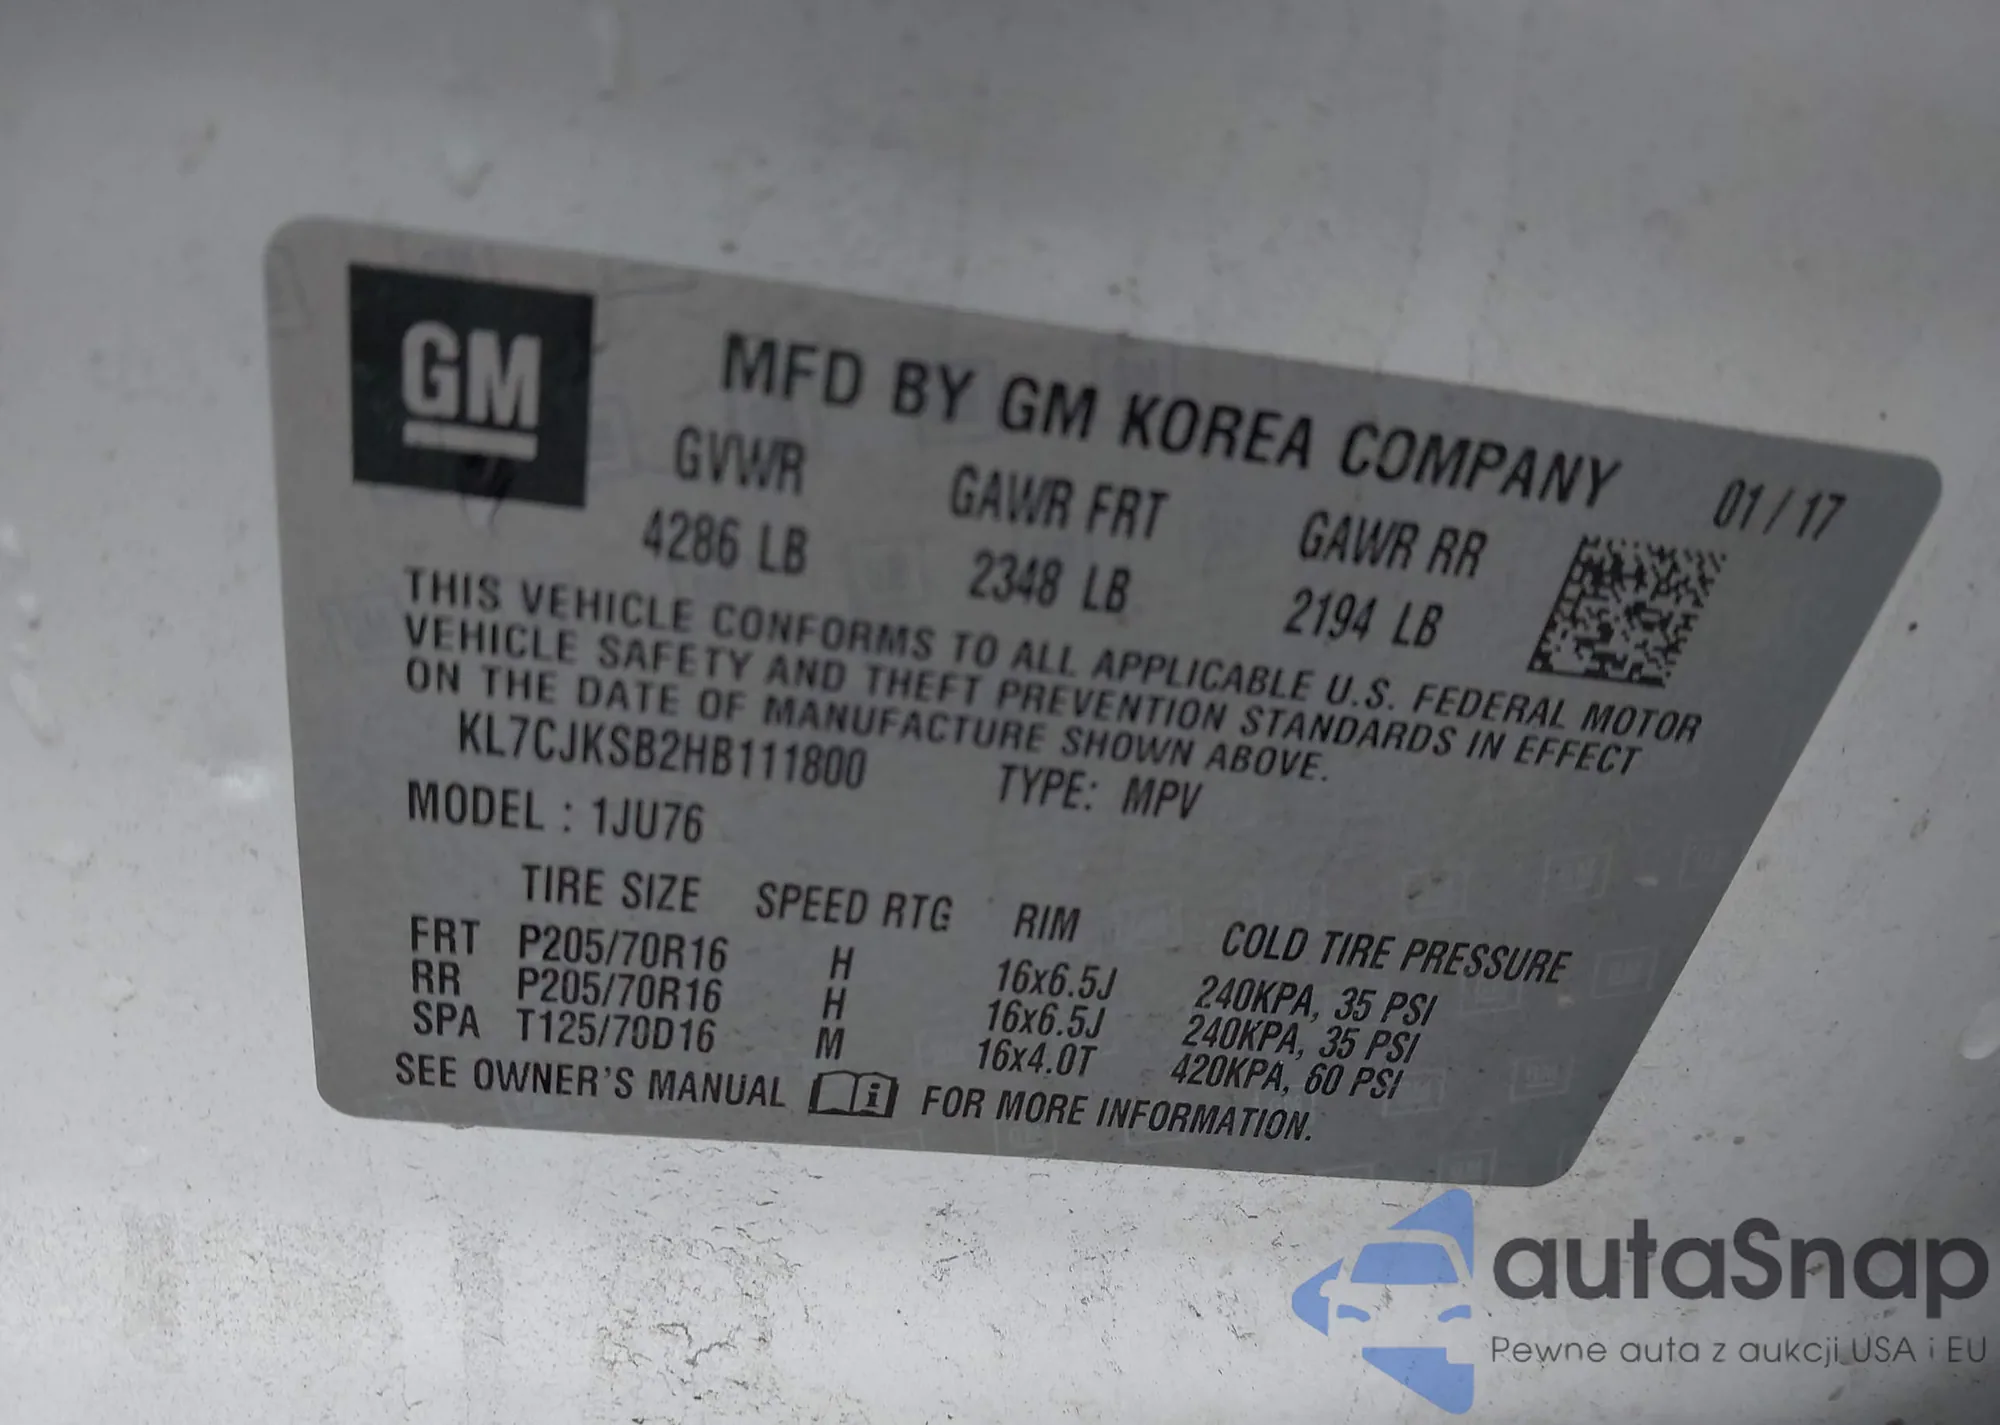 GM
MFD BY GM KOREA COMPANY 01/17
GVWR GAWR FRT GAWR RR
4286 LB 2348 LB 2194 LB
THIS VEHICLE CONFORMS TO ALL APPLICABLE U.S. FEDERAL MOTOR
VEHICLE SAFETY AND THEFT PREVENTION STANDARDS IN EFFECT
ON THE DATE OF MANUFACTURE SHOWN ABOVE.
KL7CJKSB2HB111800 TYPE: MPV
MODEL : 1JU76
TIRE SIZE SPEED RTG RIM COLD TIRE PRESSURE
FRT P205/70R16 H 16x6.5J 240KPA, 35 PSI
RR P205/70R16 H 16x6.5J 240KPA, 35 PSI
SPA T125/70D16 M 16x4.0T 420KPA, 60 PSI
SEE OWNER'S MANUAL i FOR MORE INFORMATION.
autaSnap
Pewne auta z aukcji USA i EU